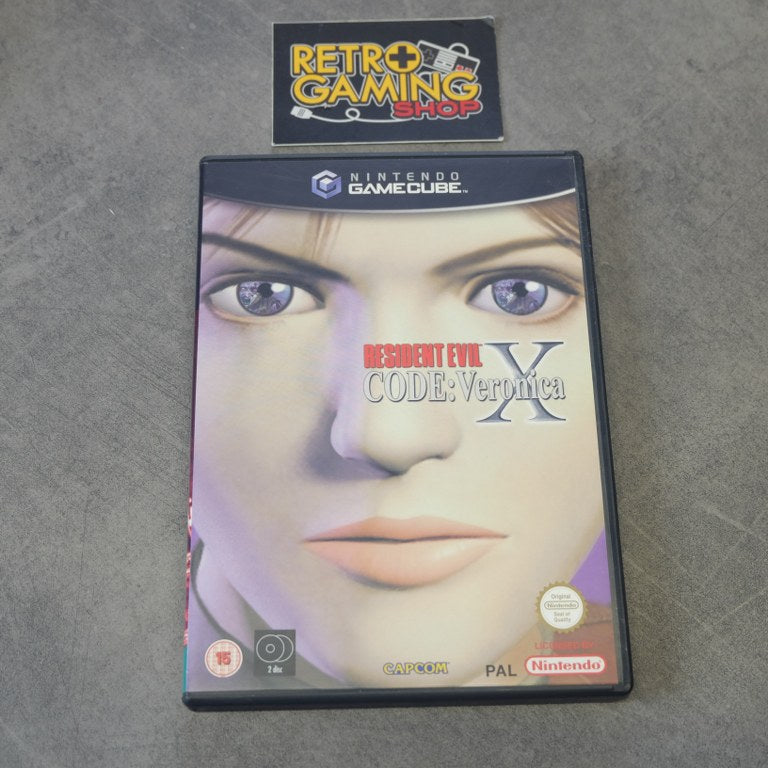 RETRO
GAMING
SHOP
NINTENDO
GAMECUBE™
RESIDENT EVIL
CODE:Veronica X
Original
Nintendo
Seal of
Quality
15
2 disc
CAPCOM
PAL
LICENSED BY
Nintendo